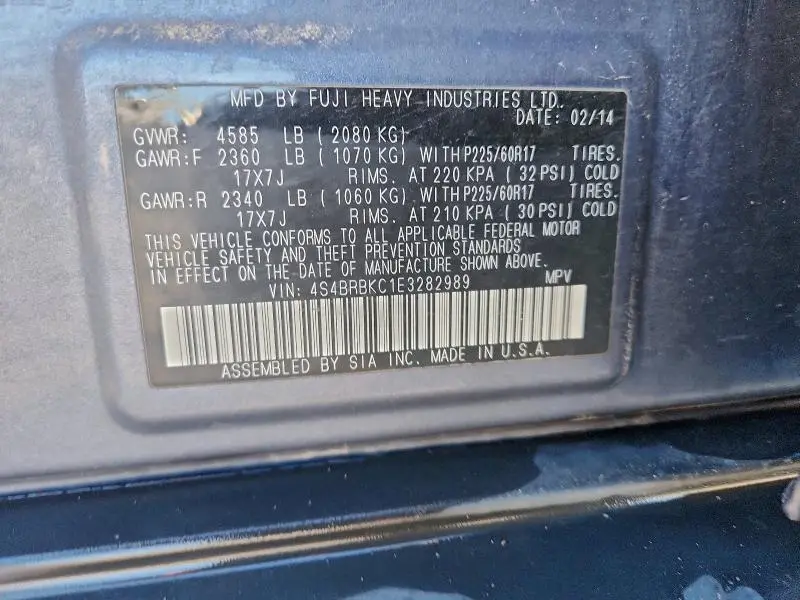 MFD BY FUJI HEAVY INDUSTRIES LTD.
DATE: 02/14
GVWR: 4585 LB ( 2080 KG)
GAWR:F 2360 LB ( 1070 KG) WITH P225/60R17 TIRES.
17X7J RIMS. AT 220 KPA ( 32 PSI) COLD
GAWR:R 2340 LB ( 1060 KG) WITH P225/60R17 TIRES.
17X7J RIMS. AT 210 KPA ( 30 PSI) COLD
THIS VEHICLE CONFORMS TO ALL APPLICABLE FEDERAL MOTOR
VEHICLE SAFETY AND THEFT PREVENTION STANDARDS
IN EFFECT ON THE DATE OF MANUFACTURE SHOWN ABOVE.
VIN: 4S4BRBKC1E3282989 MPV
ASSEMBLED BY SIA INC. MADE IN U.S.A.